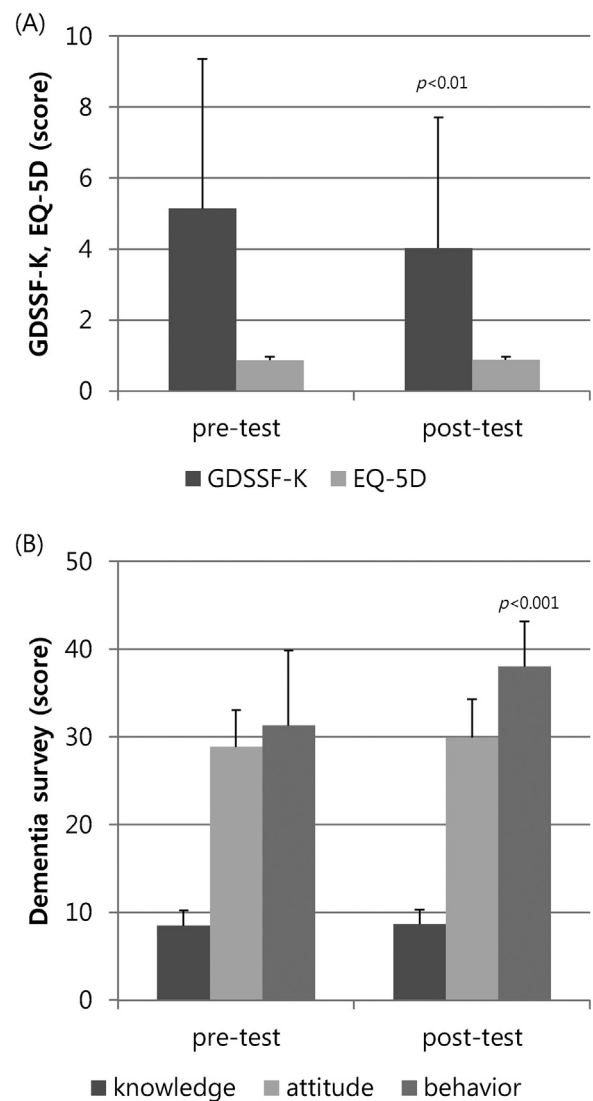 (A)
GDSSF-K, EQ-5D (score)
10
8
6
4
2
0
p<0.01
pre-test
post-test
GDSSF-K EQ-5D
(B)
Dementia survey (score)
50
40
30
20
10
0
p<0.001
pre-test
post-test
knowledge attitude behavior